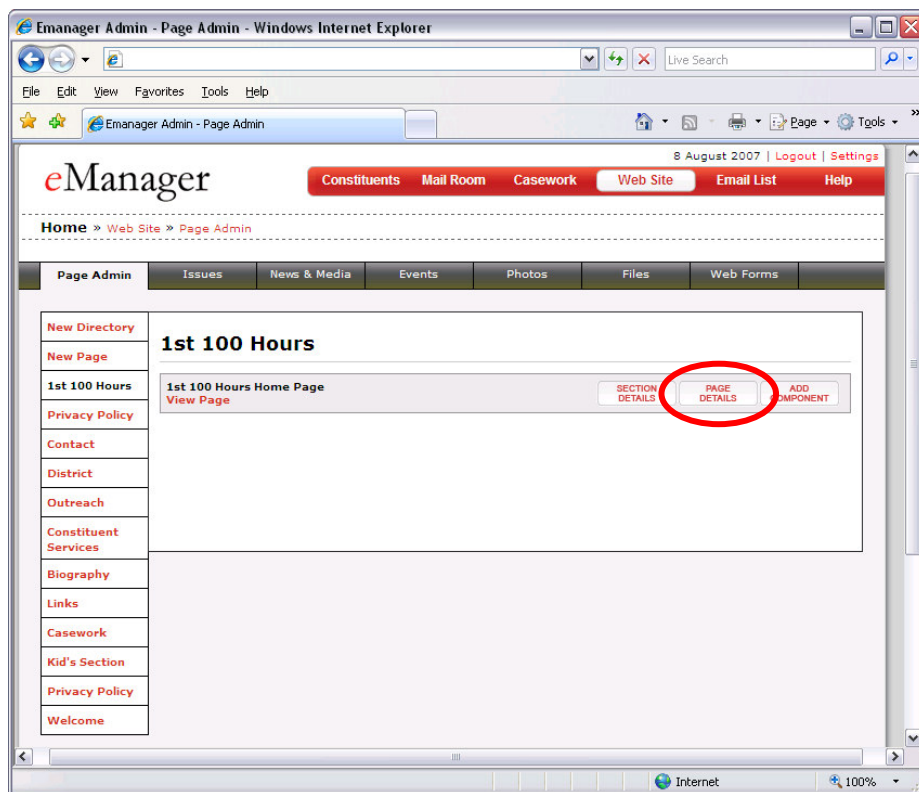 Emanager Admin - Page Admin - Windows Internet Explorer
Live Search
File Edit View Favorites Tools Help
Emanager Admin - Page Admin
Page Tools »
8 August 2007 | Logout | Settings
eManager
Constituents Mail Room Casework Web Site Email List Help
Home » Web Site » Page Admin
Page Admin Issues News & Media Events Photos Files Web Forms
New Directory
New Page
1st 100 Hours
Privacy Policy
Contact
District
Outreach
Constituent
Services
Biography
Links
Casework
Kid's Section
Privacy Policy
Welcome
1st 100 Hours
1st 100 Hours Home Page
View Page
SECTION
DETAILS
PAGE
DETAILS
ADD
COMPONENT
Internet
100%